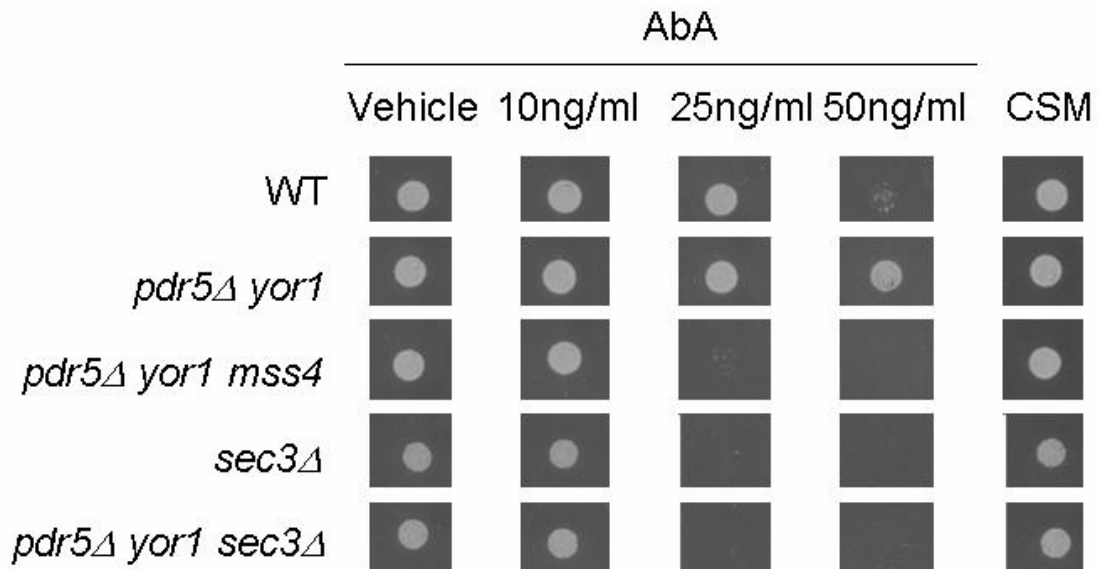 AbA
Vehicle 10ng/ml 25ng/ml 50ng/ml CSM
WT
pdr5Δ yor1
pdr5Δ yor1 mss4
sec3Δ
pdr5Δ yor1 sec3Δ